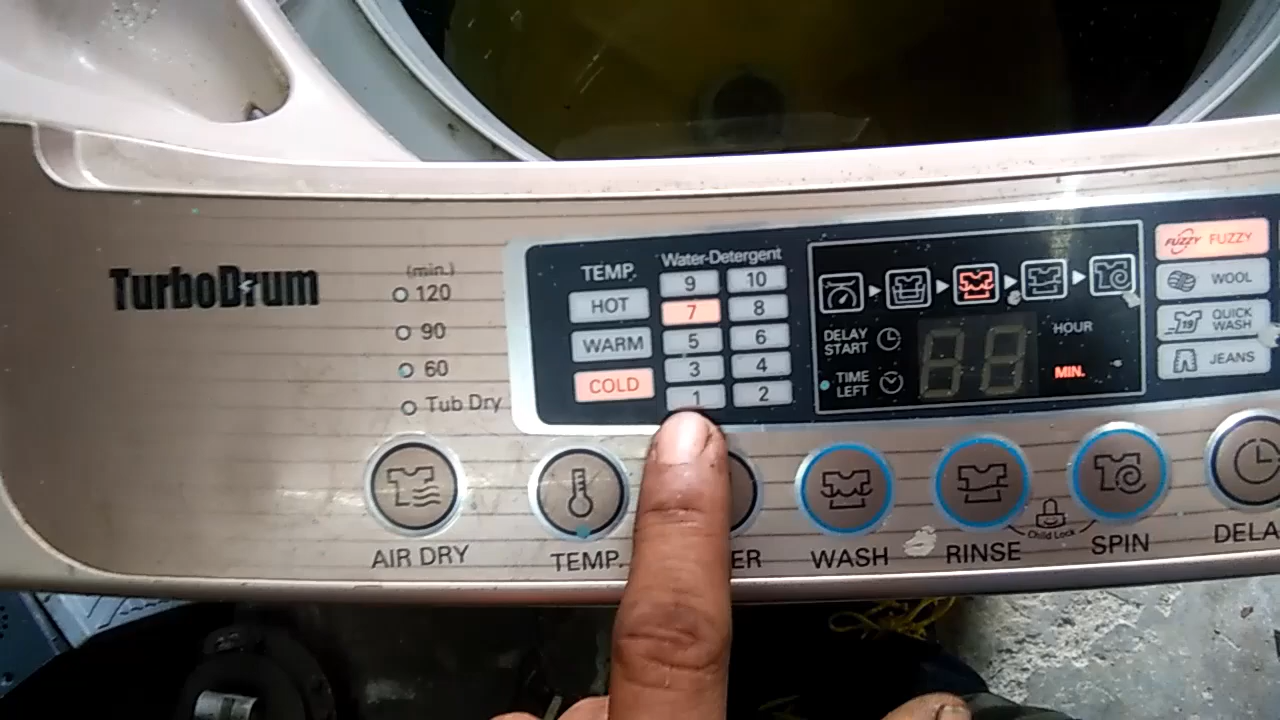 TurboDrum
(min.)
120
90
60
Tub Dry
TEMP.
HOT
WARM
COLD
Water-Detergent
9 10
7 8
5 6
3 4
1 2
DELAY
START
TIME
LEFT
HOUR
MIN.
FUZZY FUZZY
WOOL
19 QUICK
WASH
JEANS
AIR DRY
TEMP.
ER
WASH
RINSE
Child Lock
SPIN
DELA